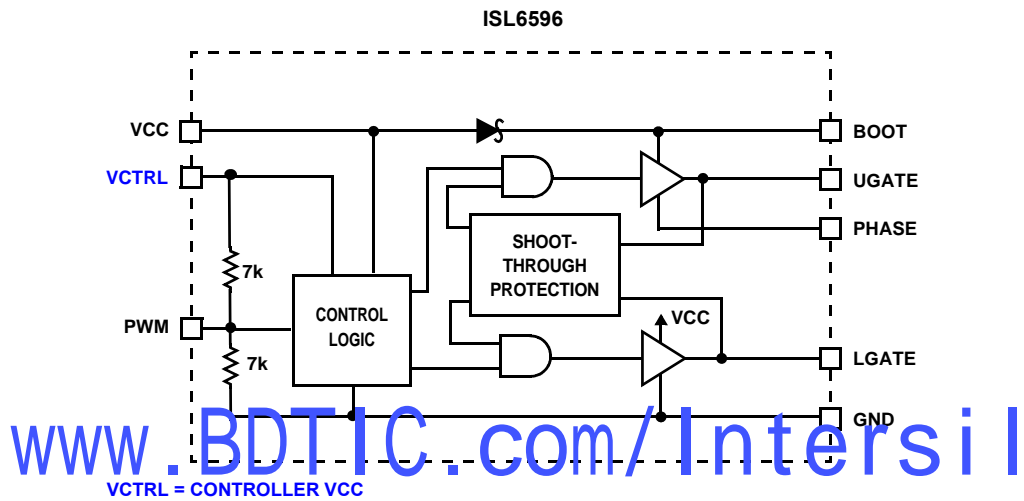 ISL6596
VCC
BOOT
VCTRL
UGATE
PHASE
SHOOT-
THROUGH
PROTECTION
7k
CONTROL
LOGIC
PWM
VCC
7k
LGATE
GND
www.BDTIC.com/Intersil
VCTRL = CONTROLLER VCC